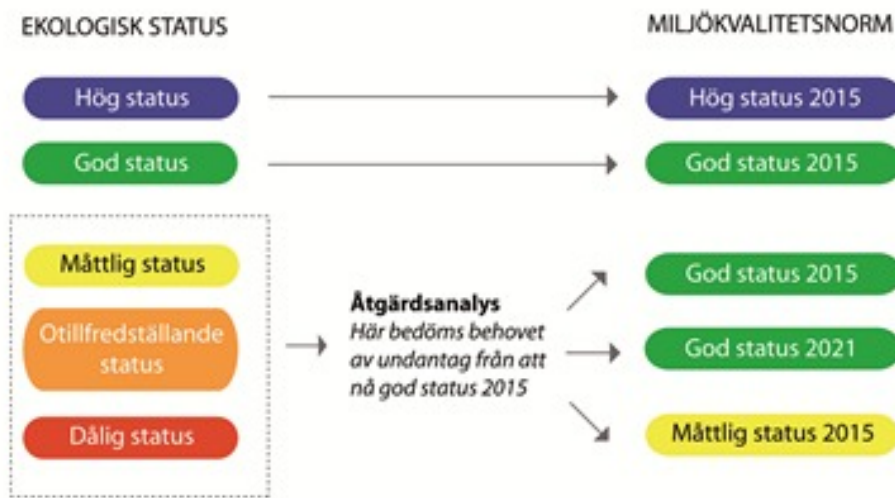 EKOLOGISK STATUS
MILJÖKVALITETSNORM
Hög status
Hög status 2015
God status
God status 2015
Måttlig status
Otillfredställande
status
Dålig status
Åtgärdsanalys
Här bedöms behovet
av undantag från att
nå god status 2015
God status 2015
God status 2021
Måttlig status 2015